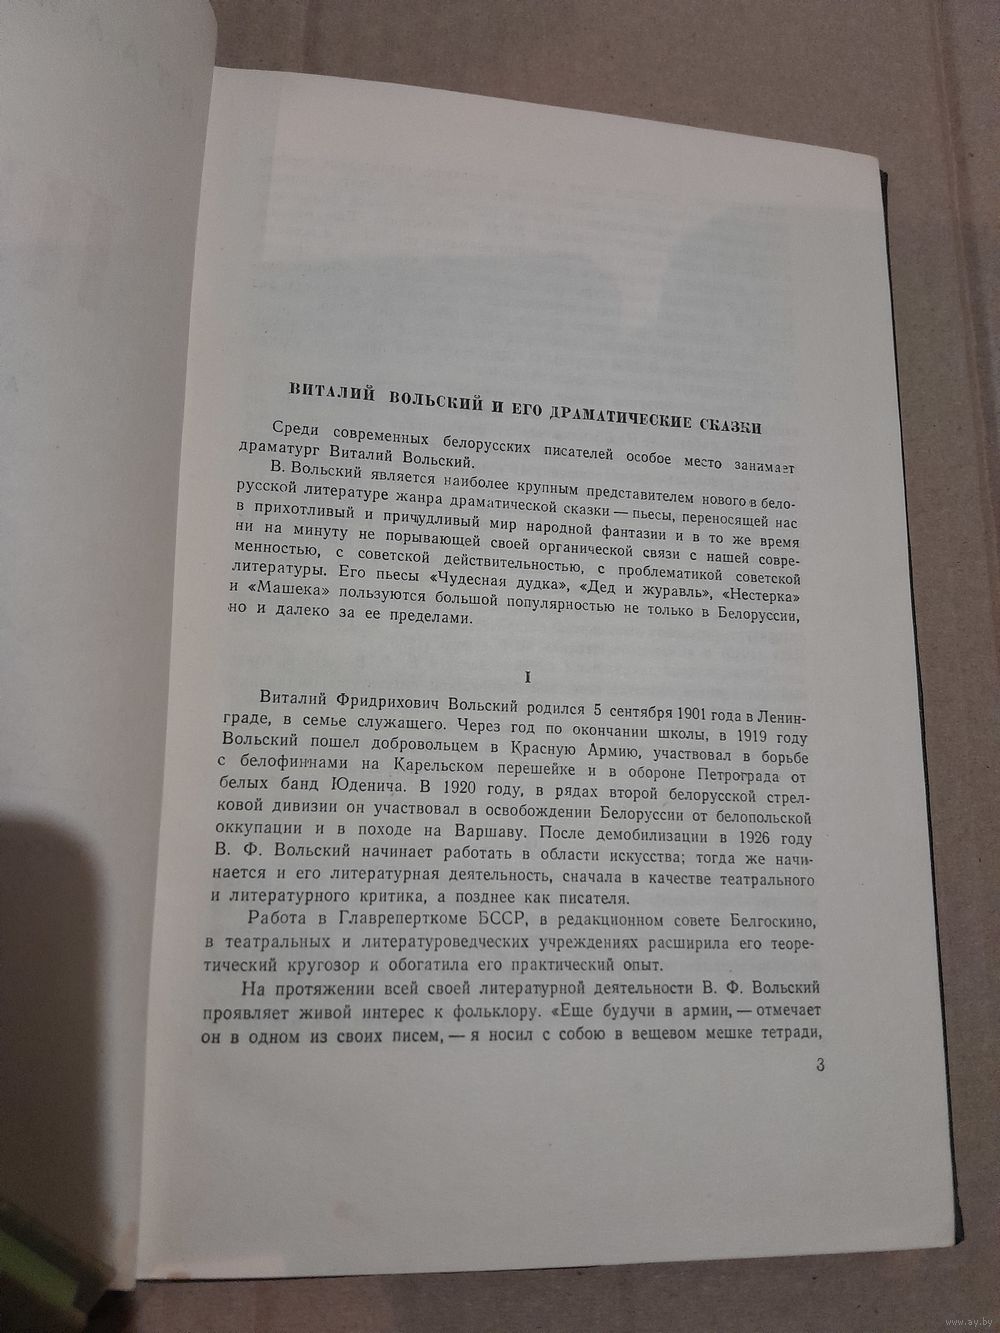 ВИТАЛИЙ ВОЛЬСКИЙ И ЕГО ДРАМАТИЧЕСКИЕ СКАЗКИ
Среди современных белорусских писателей особое место занимает
драматург Виталий Вольский.
В. Вольский является наиболее крупным представителем нового в бело-
русской литературе жанра драматической сказки — пьесы, переносящей нас
в прихотливый и причудливый мир народной фантазии и в то же время
ни на минуту не порывающей своей органической связи с нашей совре-
менностью, с советской действительностью, с проблематикой советской
литературы. Его пьесы «Чудесная дудка», «Дед и журавль», «Нестерка»
и «Машека» пользуются большой популярностью не только в Белоруссии,
но и далеко за ее пределами.
I
Виталий Фридрихович Вольский родился 5 сентября 1901 года в Ленин-
граде, в семье служащего. Через год по окончании школы, в 1919 году
Вольский пошел добровольцем в Красную Армию, участвовал в борьбе
с белофиннами на Карельском перешейке и в обороне Петрограда от
белых банд Юденича. В 1920 году, в рядах второй белорусской стрел-
ковой дивизии он участвовал в освобождении Белоруссии от белопольской
оккупации и в походе на Варшаву. После демобилизации в 1926 году
В. Ф. Вольский начинает работать в области искусства; тогда же начи-
нается и его литературная деятельность, сначала в качестве театрального
и литературного критика, а позднее как писателя.
Работа в Главреперткоме БССР, в редакционном совете Белгоскино,
в театральных и литературоведческих учреждениях расширила его теоре-
тический кругозор и обогатила его практический опыт.
На протяжении всей своей литературной деятельности В. Ф. Вольский
проявляет живой интерес к фольклору. «Еще будучи в армии, — отмечает
он в одном из своих писем, — я носил с собою в вещевом мешке тетради,
3
www.ay.by